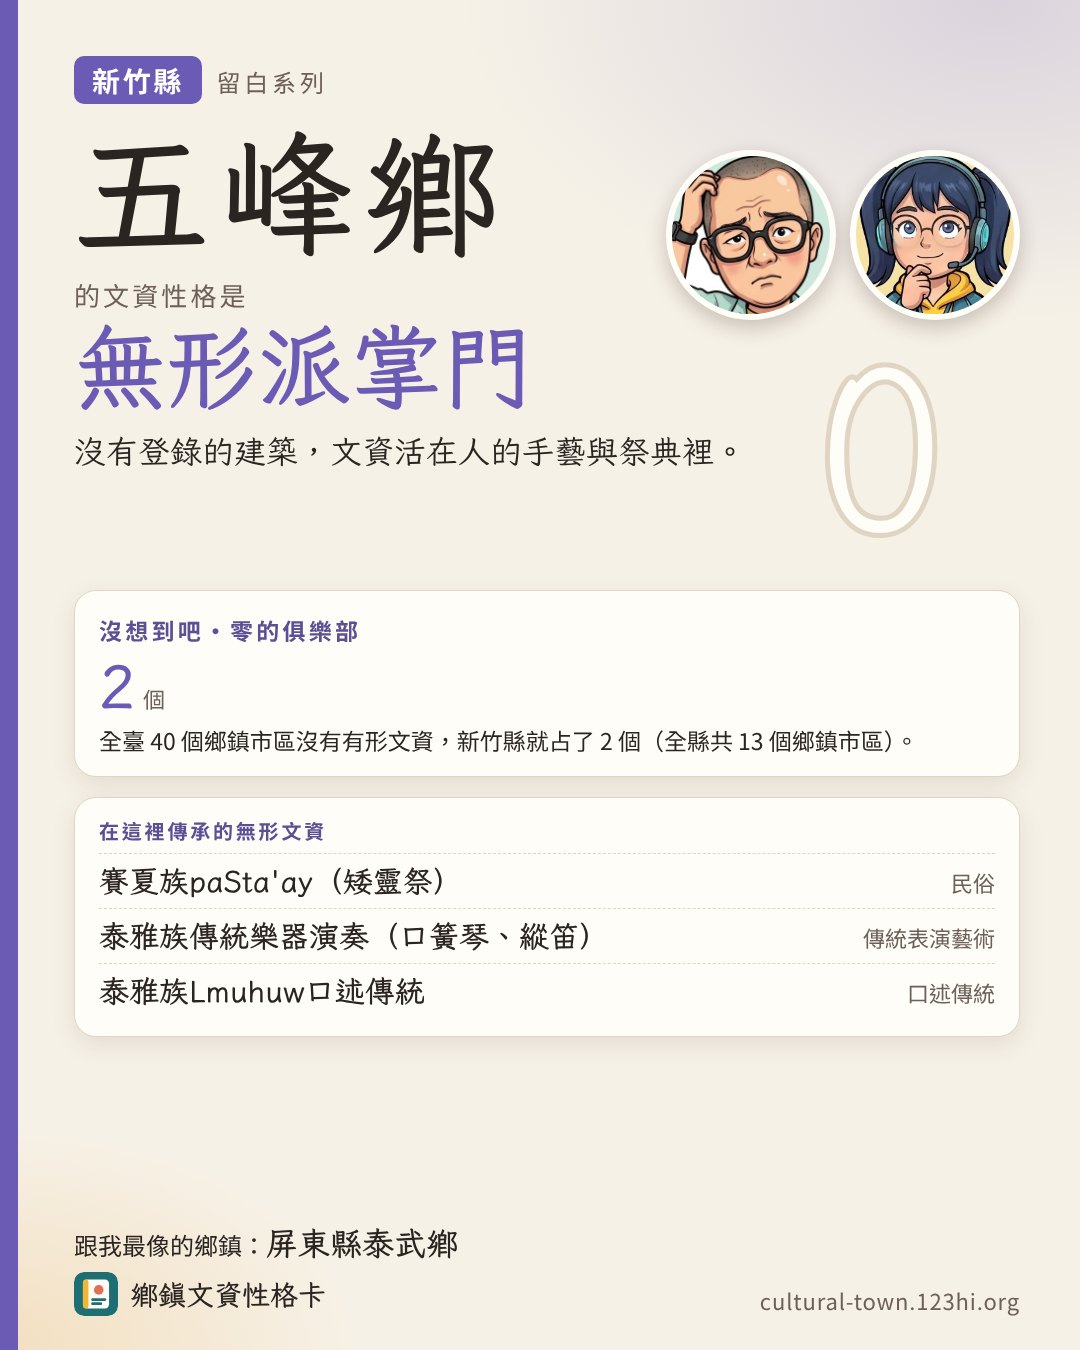 新竹縣 留白系列
五峰鄉
的文資性格是
無形派掌門
沒有登錄的建築，文資活在人的手藝與祭典裡。
0
沒想到吧・零的俱樂部
2 個
全臺 40 個鄉鎮市區沒有有形文資，新竹縣就占了 2 個（全縣共 13 個鄉鎮市區）。
在這裡傳承的無形文資
賽夏族paSta'ay（矮靈祭） 民俗
泰雅族傳統樂器演奏（口簧琴、縱笛） 傳統表演藝術
泰雅族Lmuhuw口述傳統 口述傳統
跟我最像的鄉鎮：屏東縣泰武鄉
鄉鎮文資性格卡
cultural-town.123hi.org